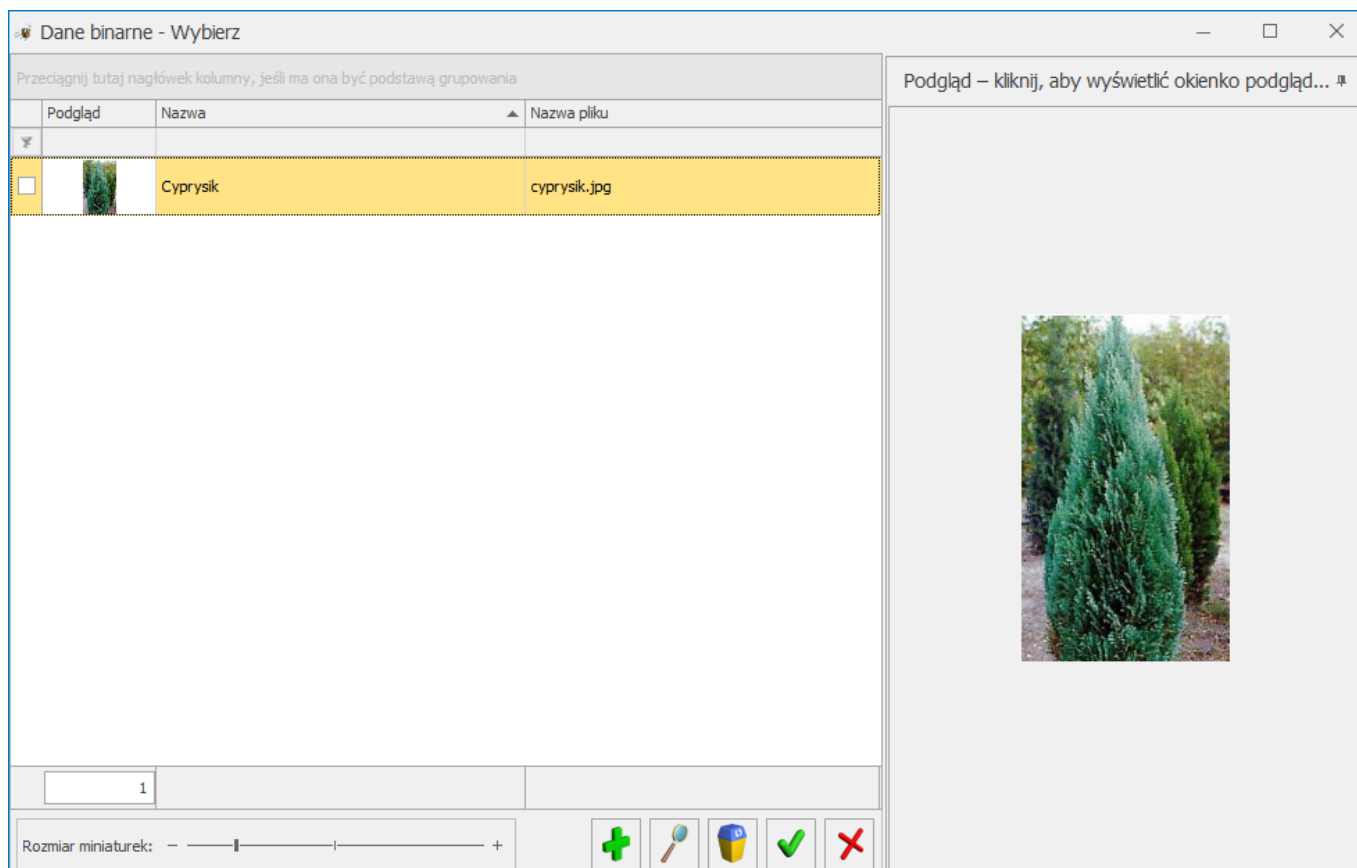 Dane binarne - Wybierz
Przeciągnij tutaj nagłówek kolumny, jeśli ma ona być podstawą grupowania
Podgląd – kliknij, aby wyświetlić okienko podgląd...
Podgląd Nazwa Nazwa pliku
Cyprysik cyprysik.jpg
1
Rozmiar miniaturek: